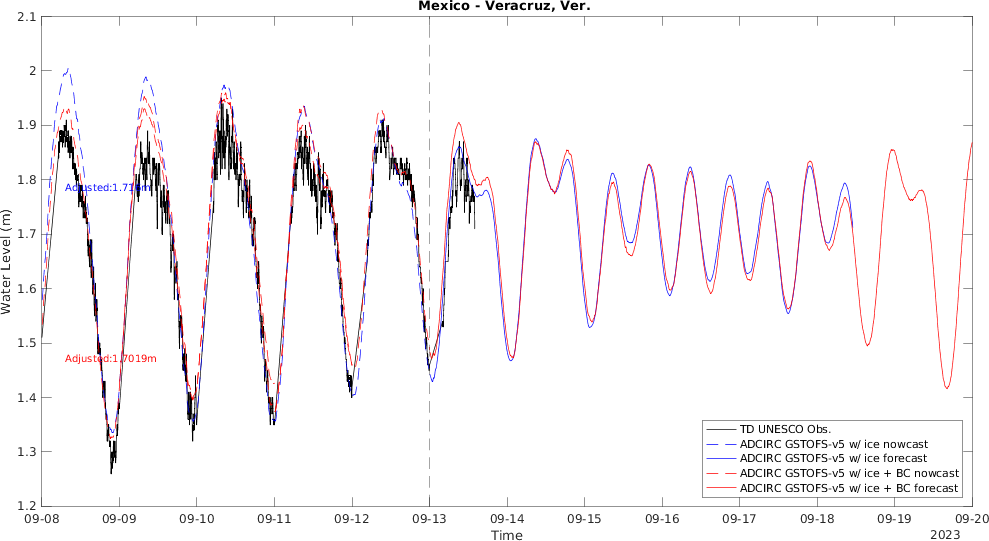 Mexico - Veracruz, Ver.
2.1
2
1.9
1.8
1.7
1.6
1.5
1.4
1.3
1.2
Water Level (m)
Adjusted:1.716m
Adjusted:1.7019m
TD UNESCO Obs.
ADCIRC GSTOFS-v5 w/ ice nowcast
ADCIRC GSTOFS-v5 w/ ice forecast
ADCIRC GSTOFS-v5 w/ ice + BC nowcast
ADCIRC GSTOFS-v5 w/ ice + BC forecast
09-08 09-09 09-10 09-11 09-12 09-13 09-14 09-15 09-16 09-17 09-18 09-19 09-20
Time
2023